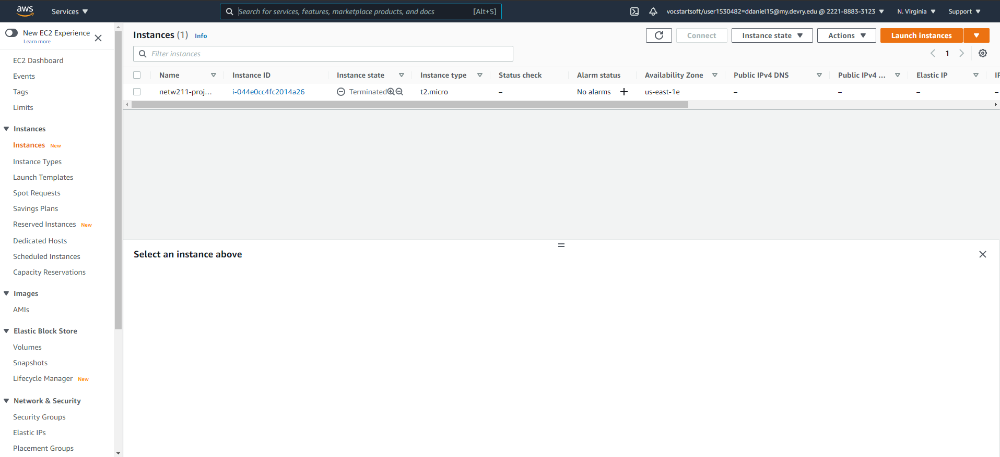 aws Services Search for services, features, marketplace products, and docs [Alt+S] vocstartsoft/user1530482=ddaniel15@my.devry.edu @ 2221-8883-3123 N. Virginia Support
New EC2 Experience
Learn more
EC2 Dashboard
Events
Tags
Limits
Instances
Instances New
Instance Types
Launch Templates
Spot Requests
Savings Plans
Reserved Instances New
Dedicated Hosts
Scheduled Instances
Capacity Reservations
Images
AMIs
Elastic Block Store
Volumes
Snapshots
Lifecycle Manager New
Network & Security
Security Groups
Elastic IPs
Placement Groups
Instances (1) Info Connect Instance state Actions Launch instances
Filter instances 1
Name Instance ID Instance state Instance type Status check Alarm status Availability Zone Public IPv4 DNS Public IPv4 ... Elastic IP IP
netw211-proj... i-044e0cc4fc2014a26 Terminated t2.micro – No alarms us-east-1e – – – –
Select an instance above